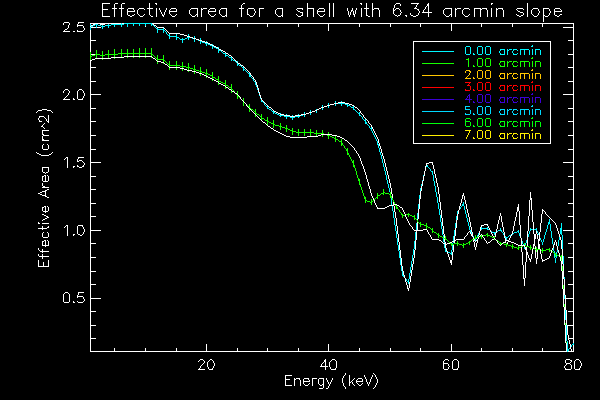 Effective area for a shell with 6.34 arcmin slope
2.5
2.0
1.5
1.0
0.5
Effective Area (cm^2)
0.00 arcmin
1.00 arcmin
2.00 arcmin
3.00 arcmin
4.00 arcmin
5.00 arcmin
6.00 arcmin
7.00 arcmin
20 40 60 80
Energy (keV)